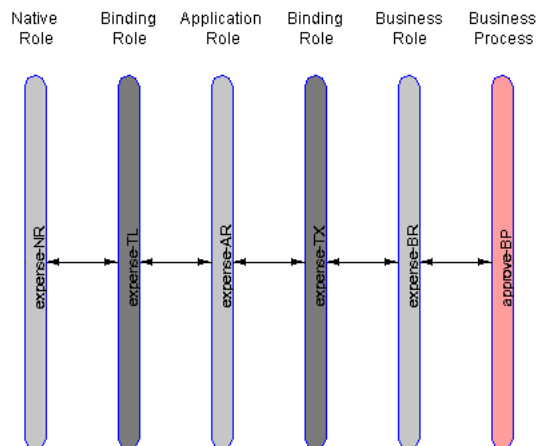 Native
Role
Binding
Role
Application
Role
Binding
Role
Business
Role
Business
Process
expense-NR
expense-TL
expense-AR
expense-TX
expense-BR
approve-BP